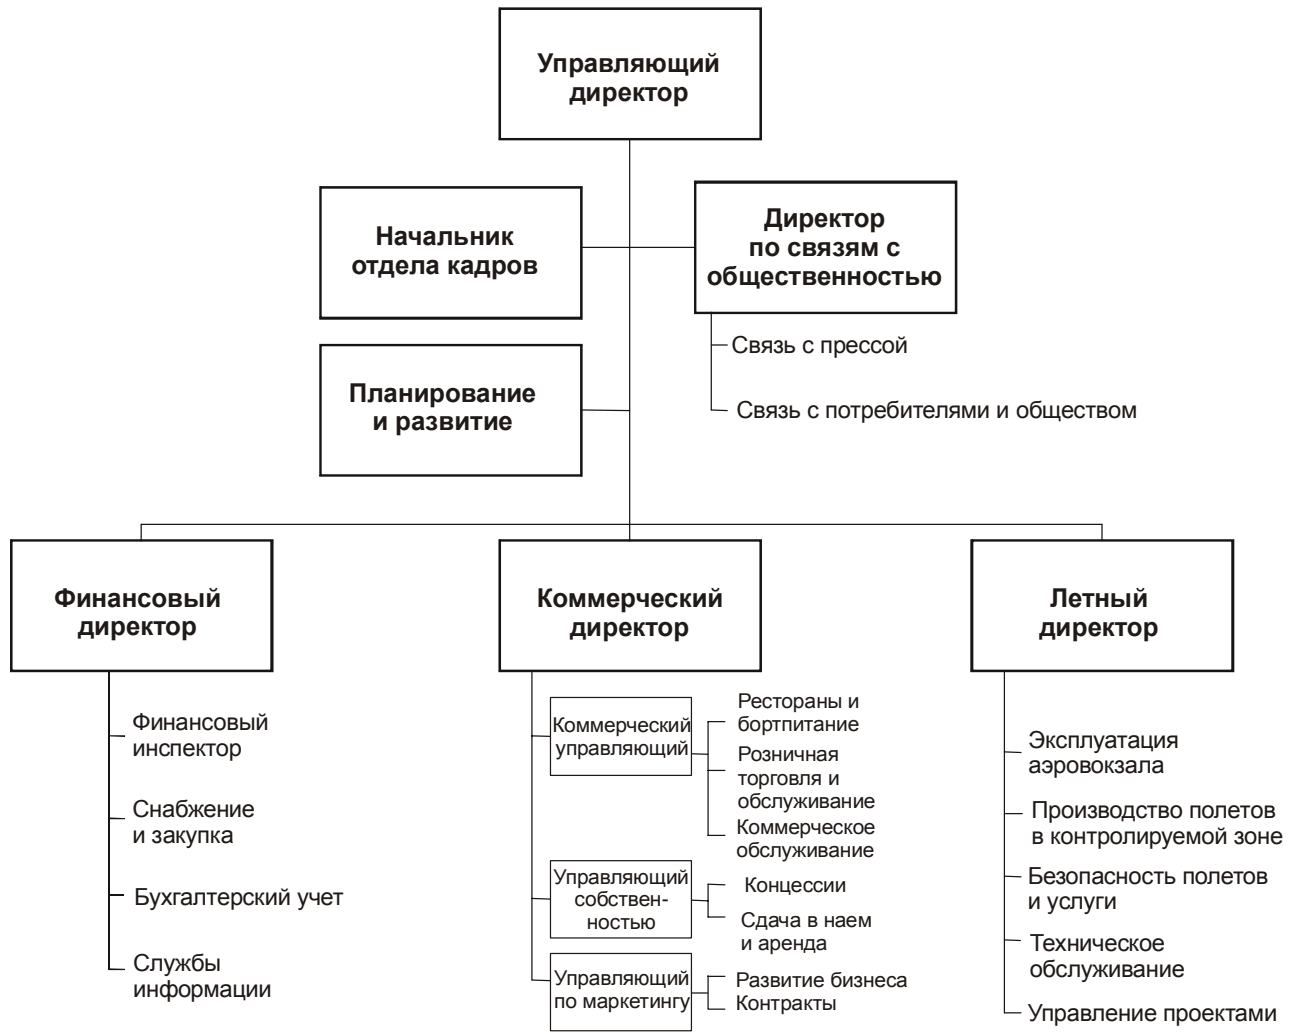 Управляющий
директор
Начальник
отдела кадров
Директор
по связям с
общественностью
Связь с прессой
Планирование
и развитие
Связь с потребителями и обществом
Финансовый
директор
Финансовый
инспектор
Снабжение
и закупка
Бухгалтерский учет
Службы
информации
Коммерческий
директор
Коммерческий
управляющий
Рестораны и
бортпитание
Розничная
торговля и
обслуживание
Коммерческое
обслуживание
Управляющий
собствен-
ностью
Концессии
Сдача в наем
и аренда
Управляющий
по маркетингу
Развитие бизнеса
Контракты
Летный
директор
Эксплуатация
аэровокзала
Производство полетов
в контролируемой зоне
Безопасность полетов
и услуги
Техническое
обслуживание
Управление проектами